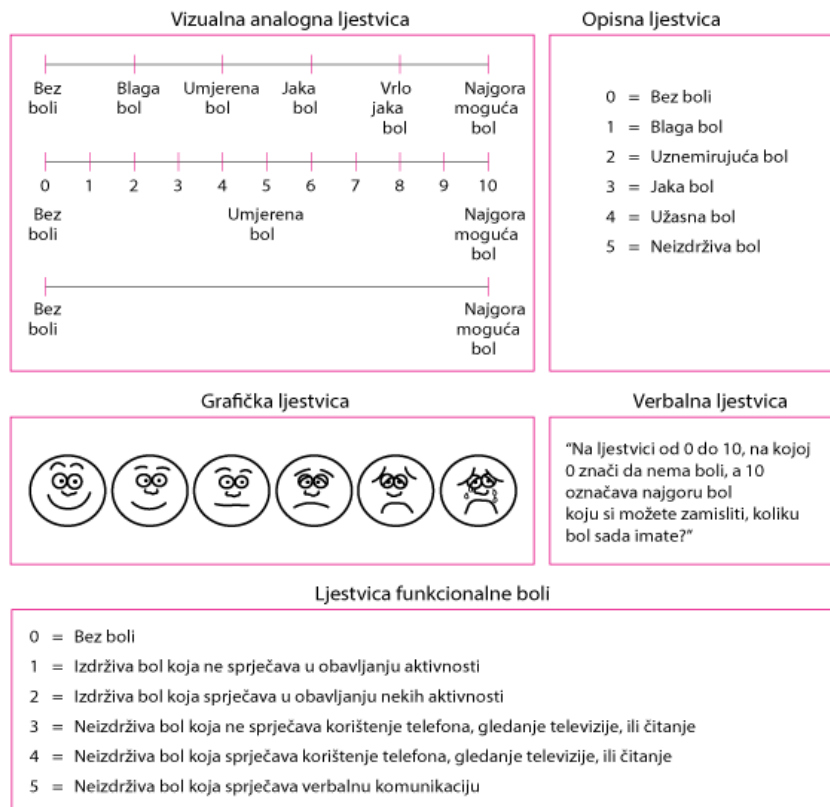 Vizualna analogna ljestvica
Bez boli
Blaga bol
Umjerena bol
Jaka bol
Vrlo jaka bol
Najgora moguća bol
0 1 2 3 4 5 6 7 8 9 10
Bez boli
Umjerena bol
Najgora moguća bol
Bez boli
Najgora moguća bol
Opisna ljestvica
0 = Bez boli
1 = Blaga bol
2 = Uznemirujuća bol
3 = Jaka bol
4 = Užasna bol
5 = Neizdrživa bol
Grafička ljestvica
Verbalna ljestvica
“Na ljestvici od 0 do 10, na kojoj
0 znači da nema boli, a 10
označava najgoru bol
koju si možete zamisliti, koliku
bol sada imate?”
Ljestvica funkcionalne boli
0 = Bez boli
1 = Izdrživa bol koja ne sprječava u obavljanju aktivnosti
2 = Izdrživa bol koja sprječava u obavljanju nekih aktivnosti
3 = Neizdrživa bol koja ne sprječava korištenje telefona, gledanje televizije, ili čitanje
4 = Neizdrživa bol koja sprječava korištenje telefona, gledanje televizije, ili čitanje
5 = Neizdrživa bol koja sprječava verbalnu komunikaciju